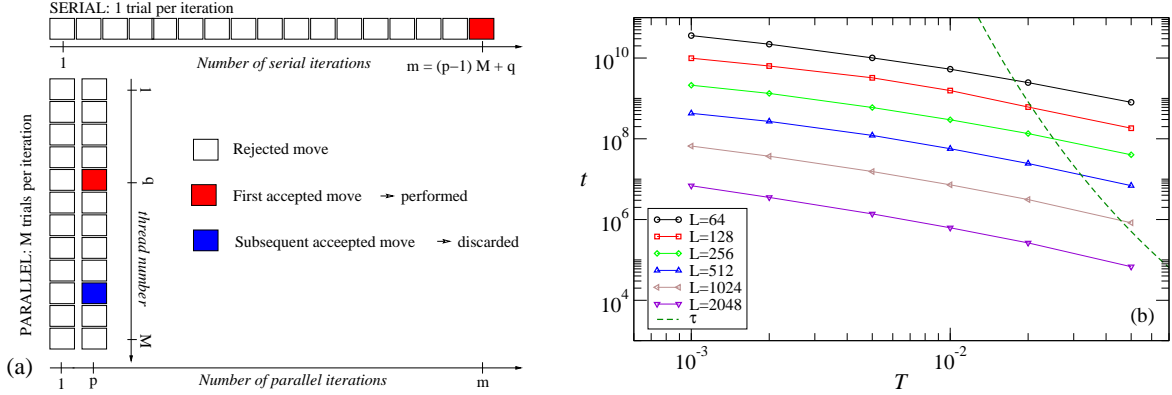 SERIAL: 1 trial per iteration
1
Number of serial iterations
m = (p−1) M + q
PARALLEL: M trials per iteration
1
q
thread number
M
Rejected move
First accepted move → performed
Subsequent acceepted move → discarded
(a)
1
p
Number of parallel iterations
m
10^10
10^8
10^6
10^4
t
L=64
L=128
L=256
L=512
L=1024
L=2048
τ
(b)
10^-3
10^-2
T